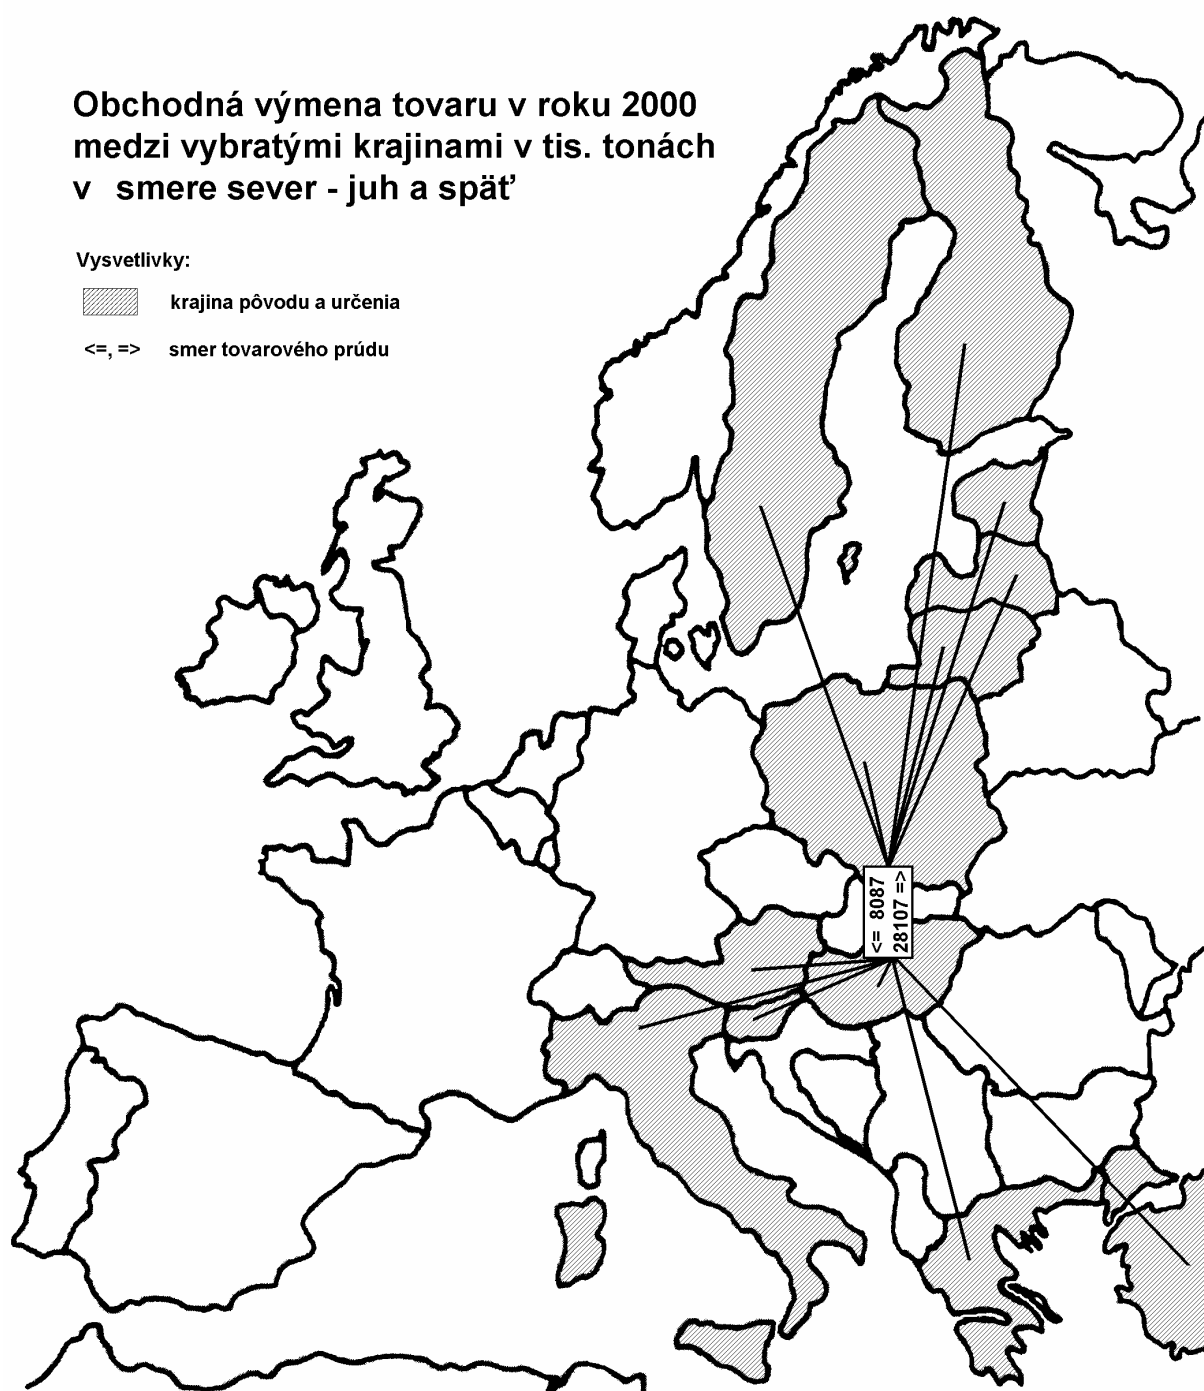 Obchodná výmena tovaru v roku 2000
medzi vybratými krajinami v tis. tonách
v smere sever - juh a späť
Vysvetlivky:
krajina pôvodu a určenia
<=, => smer tovarového prúdu
<= 8087
28107 =>